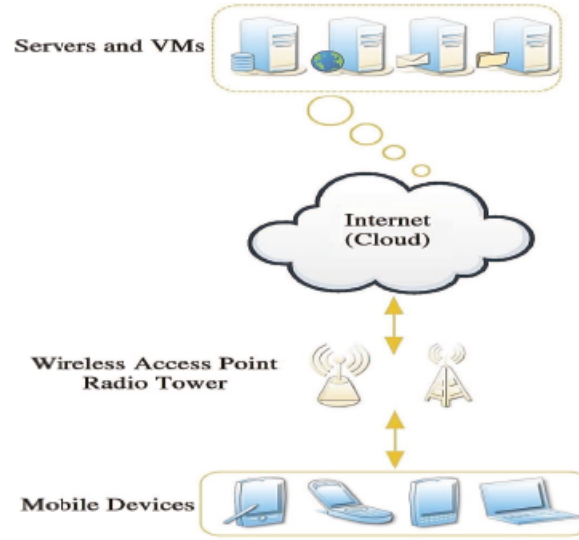 Servers and VMs
Internet
(Cloud)
Wireless Access Point
Radio Tower
Mobile Devices